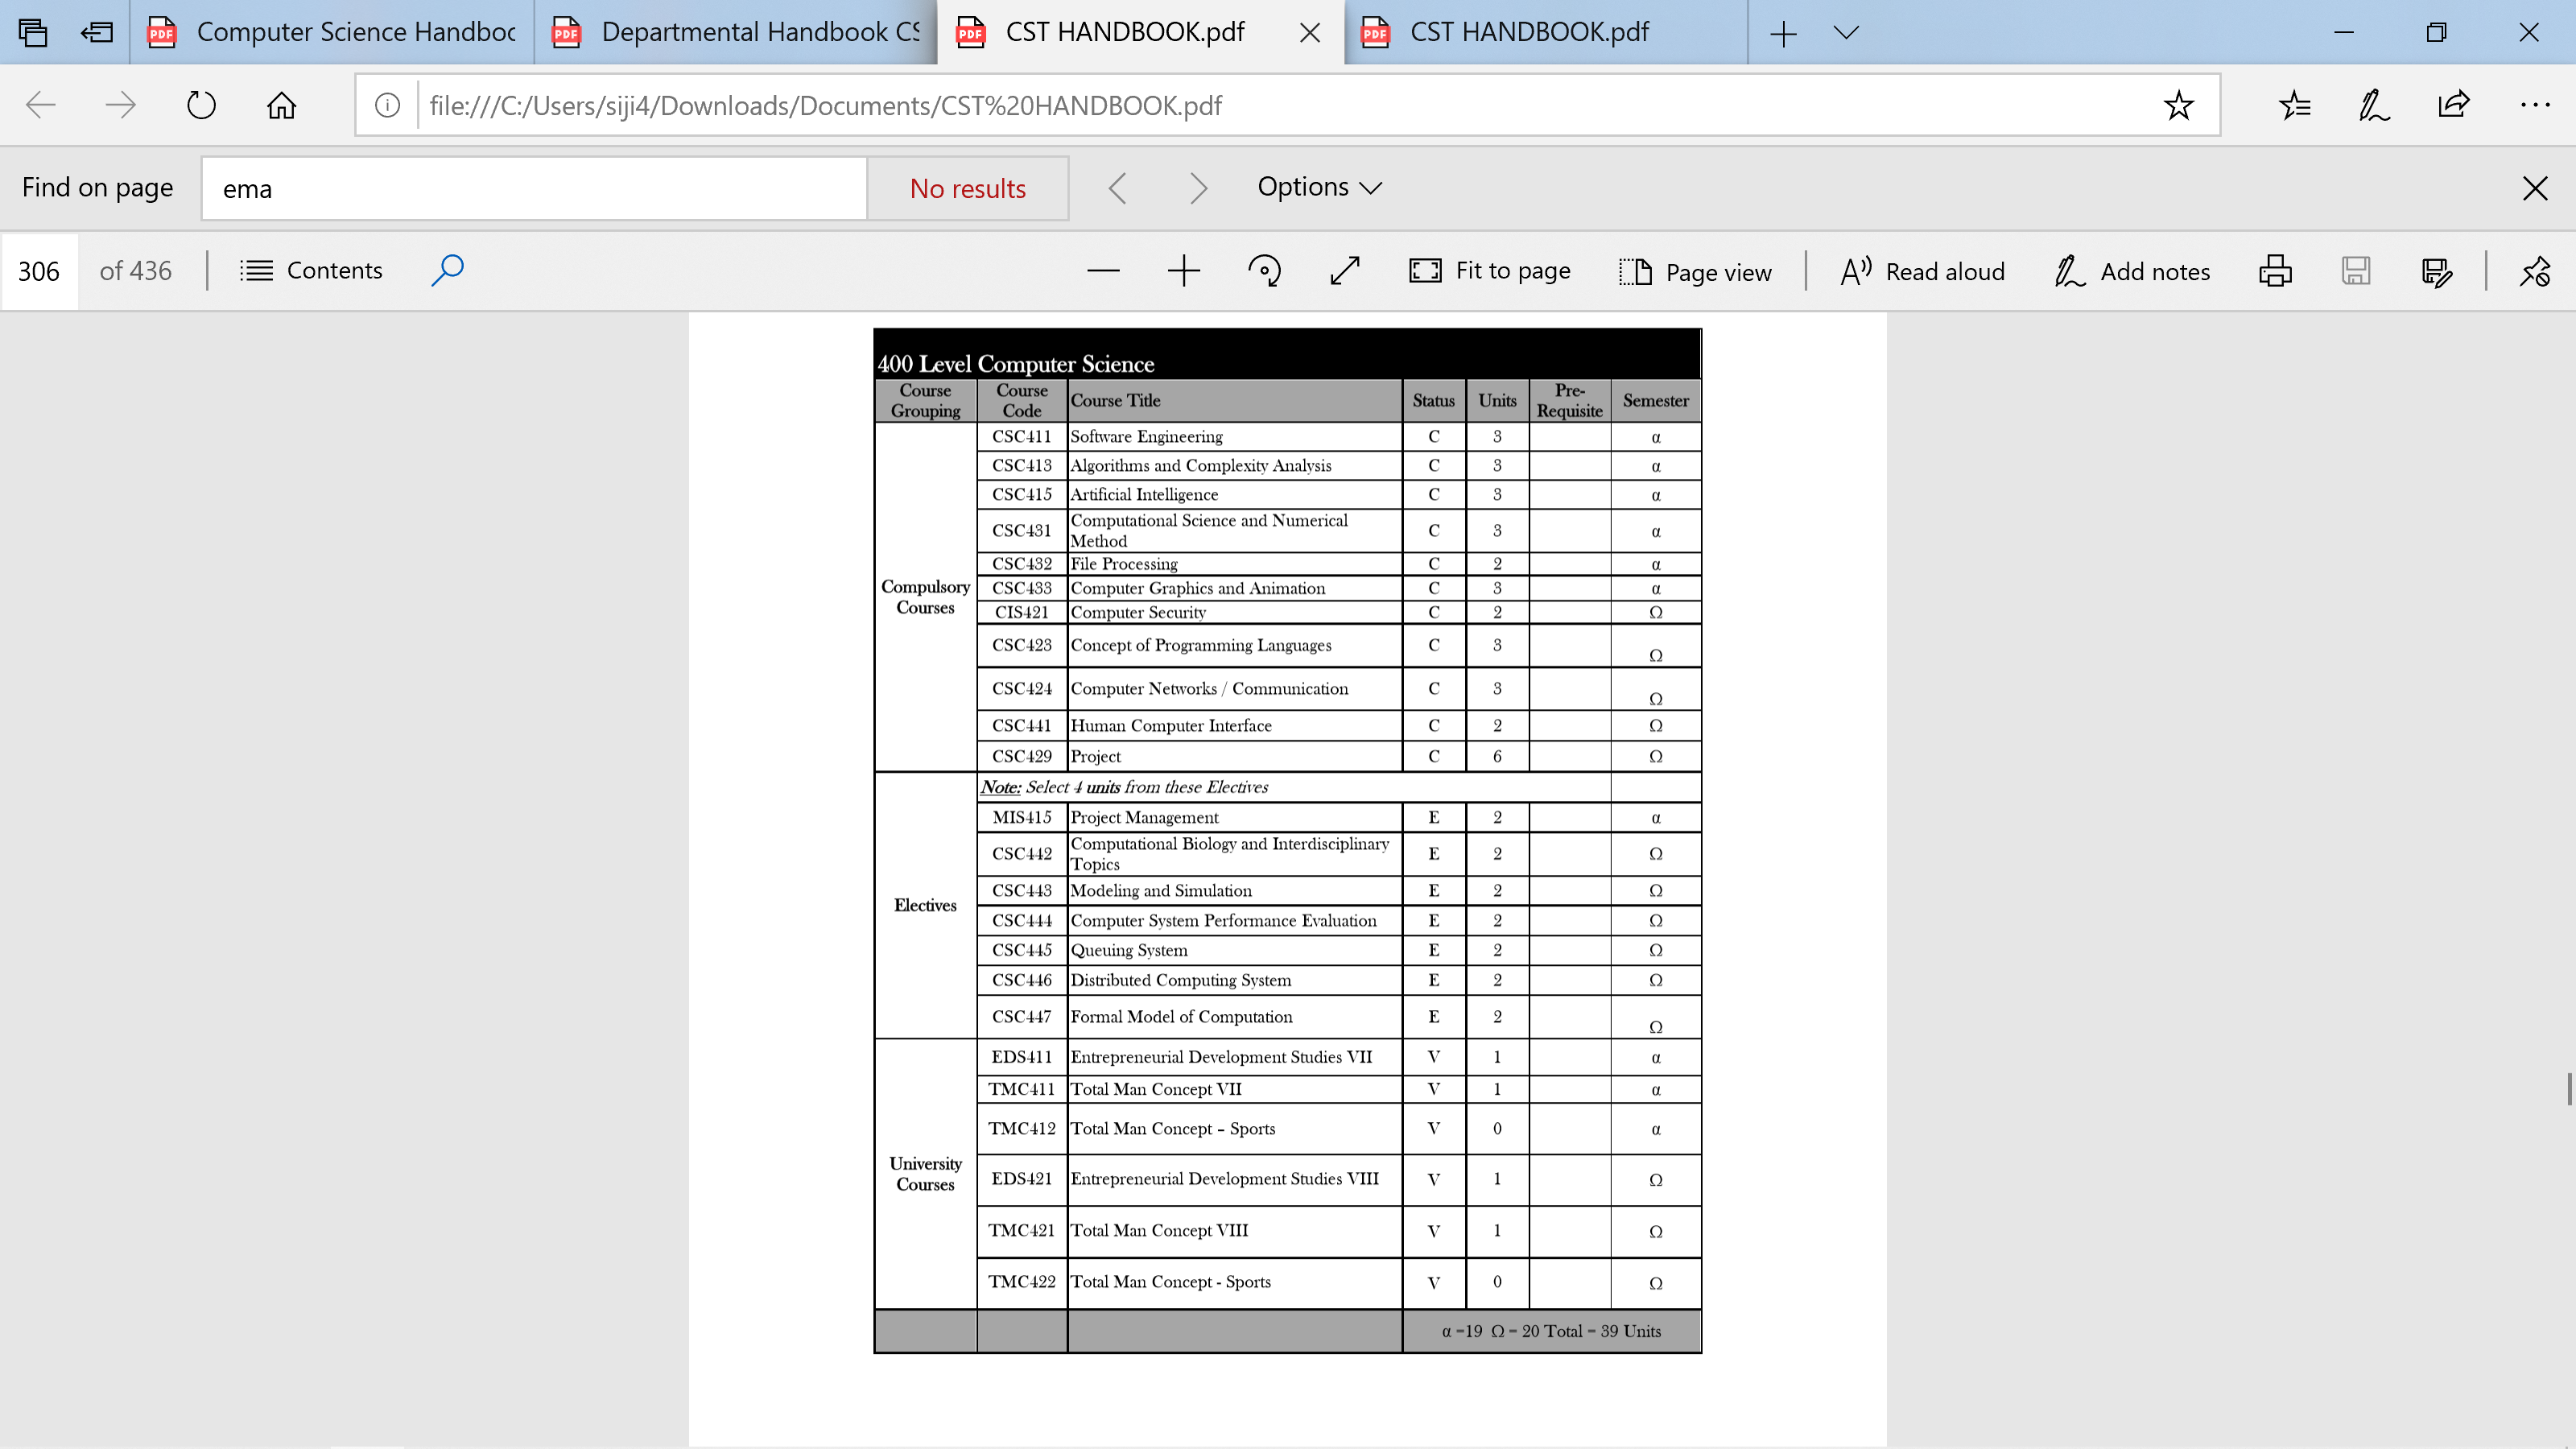 Computer Science Handboc
Departmental Handbook CS
CST HANDBOOK.pdf
CST HANDBOOK.pdf
file:///C:/Users/siji4/Downloads/Documents/CST%20HANDBOOK.pdf
Find on page ema No results Options
306 of 436 Contents Fit to page Page view Read aloud Add notes
400 Level Computer Science
Course Grouping Course Code Course Title Status Units Pre-Requisite Semester
Compulsory Courses
CSC411 Software Engineering C 3 α
CSC413 Algorithms and Complexity Analysis C 3 α
CSC415 Artificial Intelligence C 3 α
CSC431 Computational Science and Numerical Method C 3 α
CSC432 File Processing C 2 α
CSC433 Computer Graphics and Animation C 3 α
CIS421 Computer Security C 2 Ω
CSC423 Concept of Programming Languages C 3 Ω
CSC424 Computer Networks / Communication C 3 Ω
CSC441 Human Computer Interface C 2 Ω
CSC429 Project C 6 Ω
Electives
Note: Select 4 units from these Electives
MIS415 Project Management E 2 α
CSC442 Computational Biology and Interdisciplinary Topics E 2 Ω
CSC443 Modeling and Simulation E 2 Ω
CSC444 Computer System Performance Evaluation E 2 Ω
CSC445 Queuing System E 2 Ω
CSC446 Distributed Computing System E 2 Ω
CSC447 Formal Model of Computation E 2 Ω
University Courses
EDS411 Entrepreneurial Development Studies VII V 1 α
TMC411 Total Man Concept VII V 1 α
TMC412 Total Man Concept – Sports V 0 α
EDS421 Entrepreneurial Development Studies VIII V 1 Ω
TMC421 Total Man Concept VIII V 1 Ω
TMC422 Total Man Concept - Sports V 0 Ω
α =19 Ω = 20 Total = 39 Units